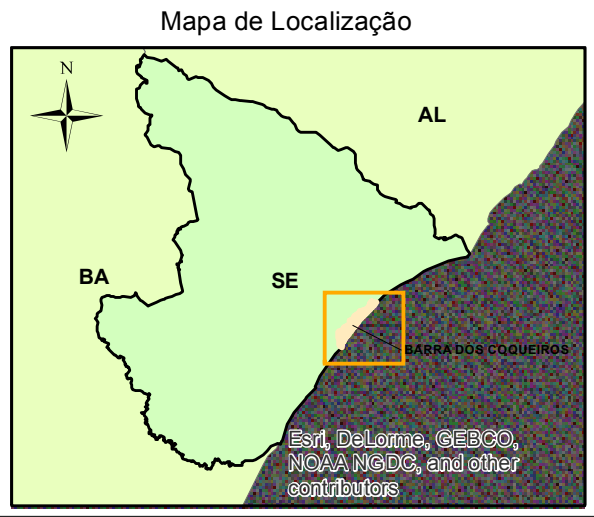 Mapa de Localização
N
AL
BA
SE
BARRA DOS COQUEIROS
Esri, DeLorme, GEBCO,
NOAA NGDC, and other
contributors